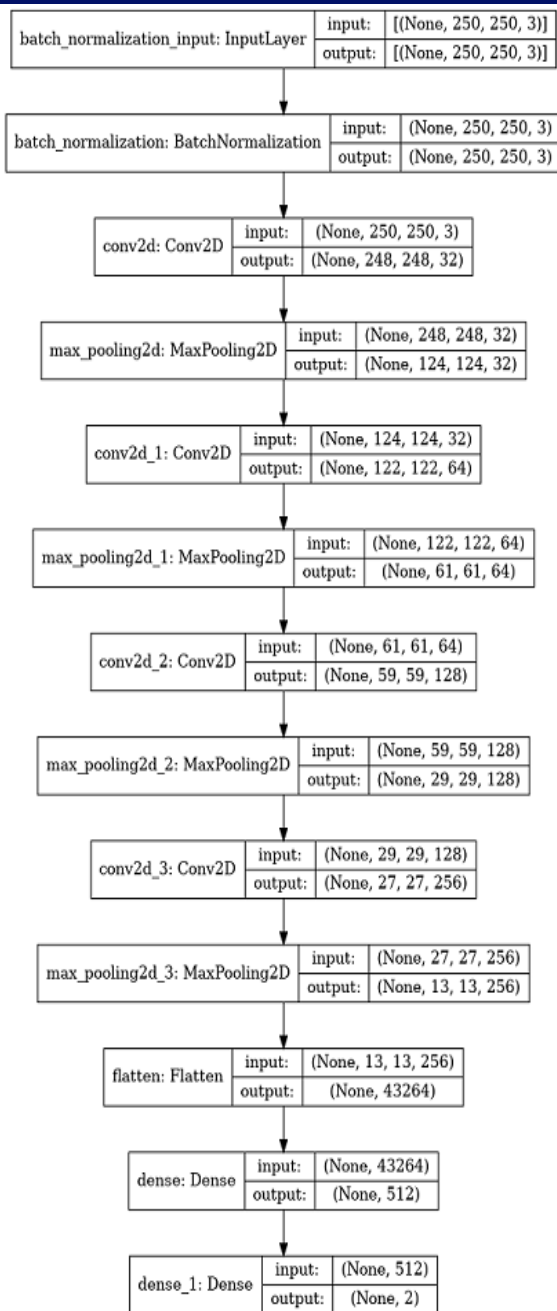 batch_normalization_input: InputLayer
input: [(None, 250, 250, 3)]
output: [(None, 250, 250, 3)]
batch_normalization: BatchNormalization
input: (None, 250, 250, 3)
output: (None, 250, 250, 3)
conv2d: Conv2D
input: (None, 250, 250, 3)
output: (None, 248, 248, 32)
max_pooling2d: MaxPooling2D
input: (None, 248, 248, 32)
output: (None, 124, 124, 32)
conv2d_1: Conv2D
input: (None, 124, 124, 32)
output: (None, 122, 122, 64)
max_pooling2d_1: MaxPooling2D
input: (None, 122, 122, 64)
output: (None, 61, 61, 64)
conv2d_2: Conv2D
input: (None, 61, 61, 64)
output: (None, 59, 59, 128)
max_pooling2d_2: MaxPooling2D
input: (None, 59, 59, 128)
output: (None, 29, 29, 128)
conv2d_3: Conv2D
input: (None, 29, 29, 128)
output: (None, 27, 27, 256)
max_pooling2d_3: MaxPooling2D
input: (None, 27, 27, 256)
output: (None, 13, 13, 256)
flatten: Flatten
input: (None, 13, 13, 256)
output: (None, 43264)
dense: Dense
input: (None, 43264)
output: (None, 512)
dense_1: Dense
input: (None, 512)
output: (None, 2)